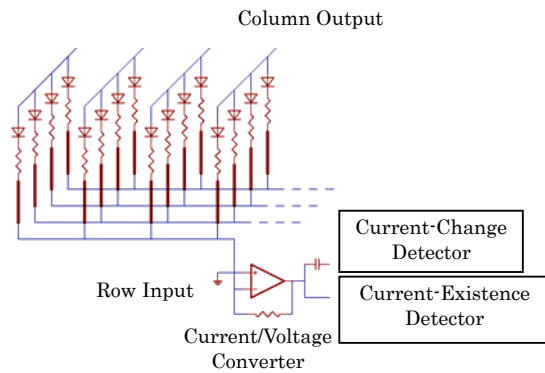 Column Output
Current-Change
Detector
Row Input
Current-Existence
Detector
Current/Voltage
Converter